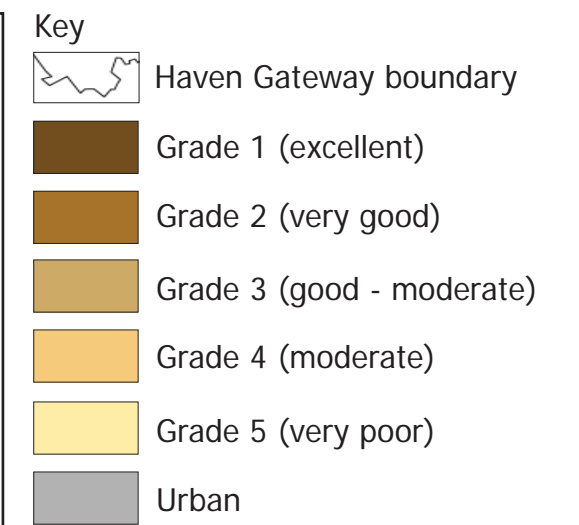 Key
Haven Gateway boundary
Grade 1 (excellent)
Grade 2 (very good)
Grade 3 (good - moderate)
Grade 4 (moderate)
Grade 5 (very poor)
Urban